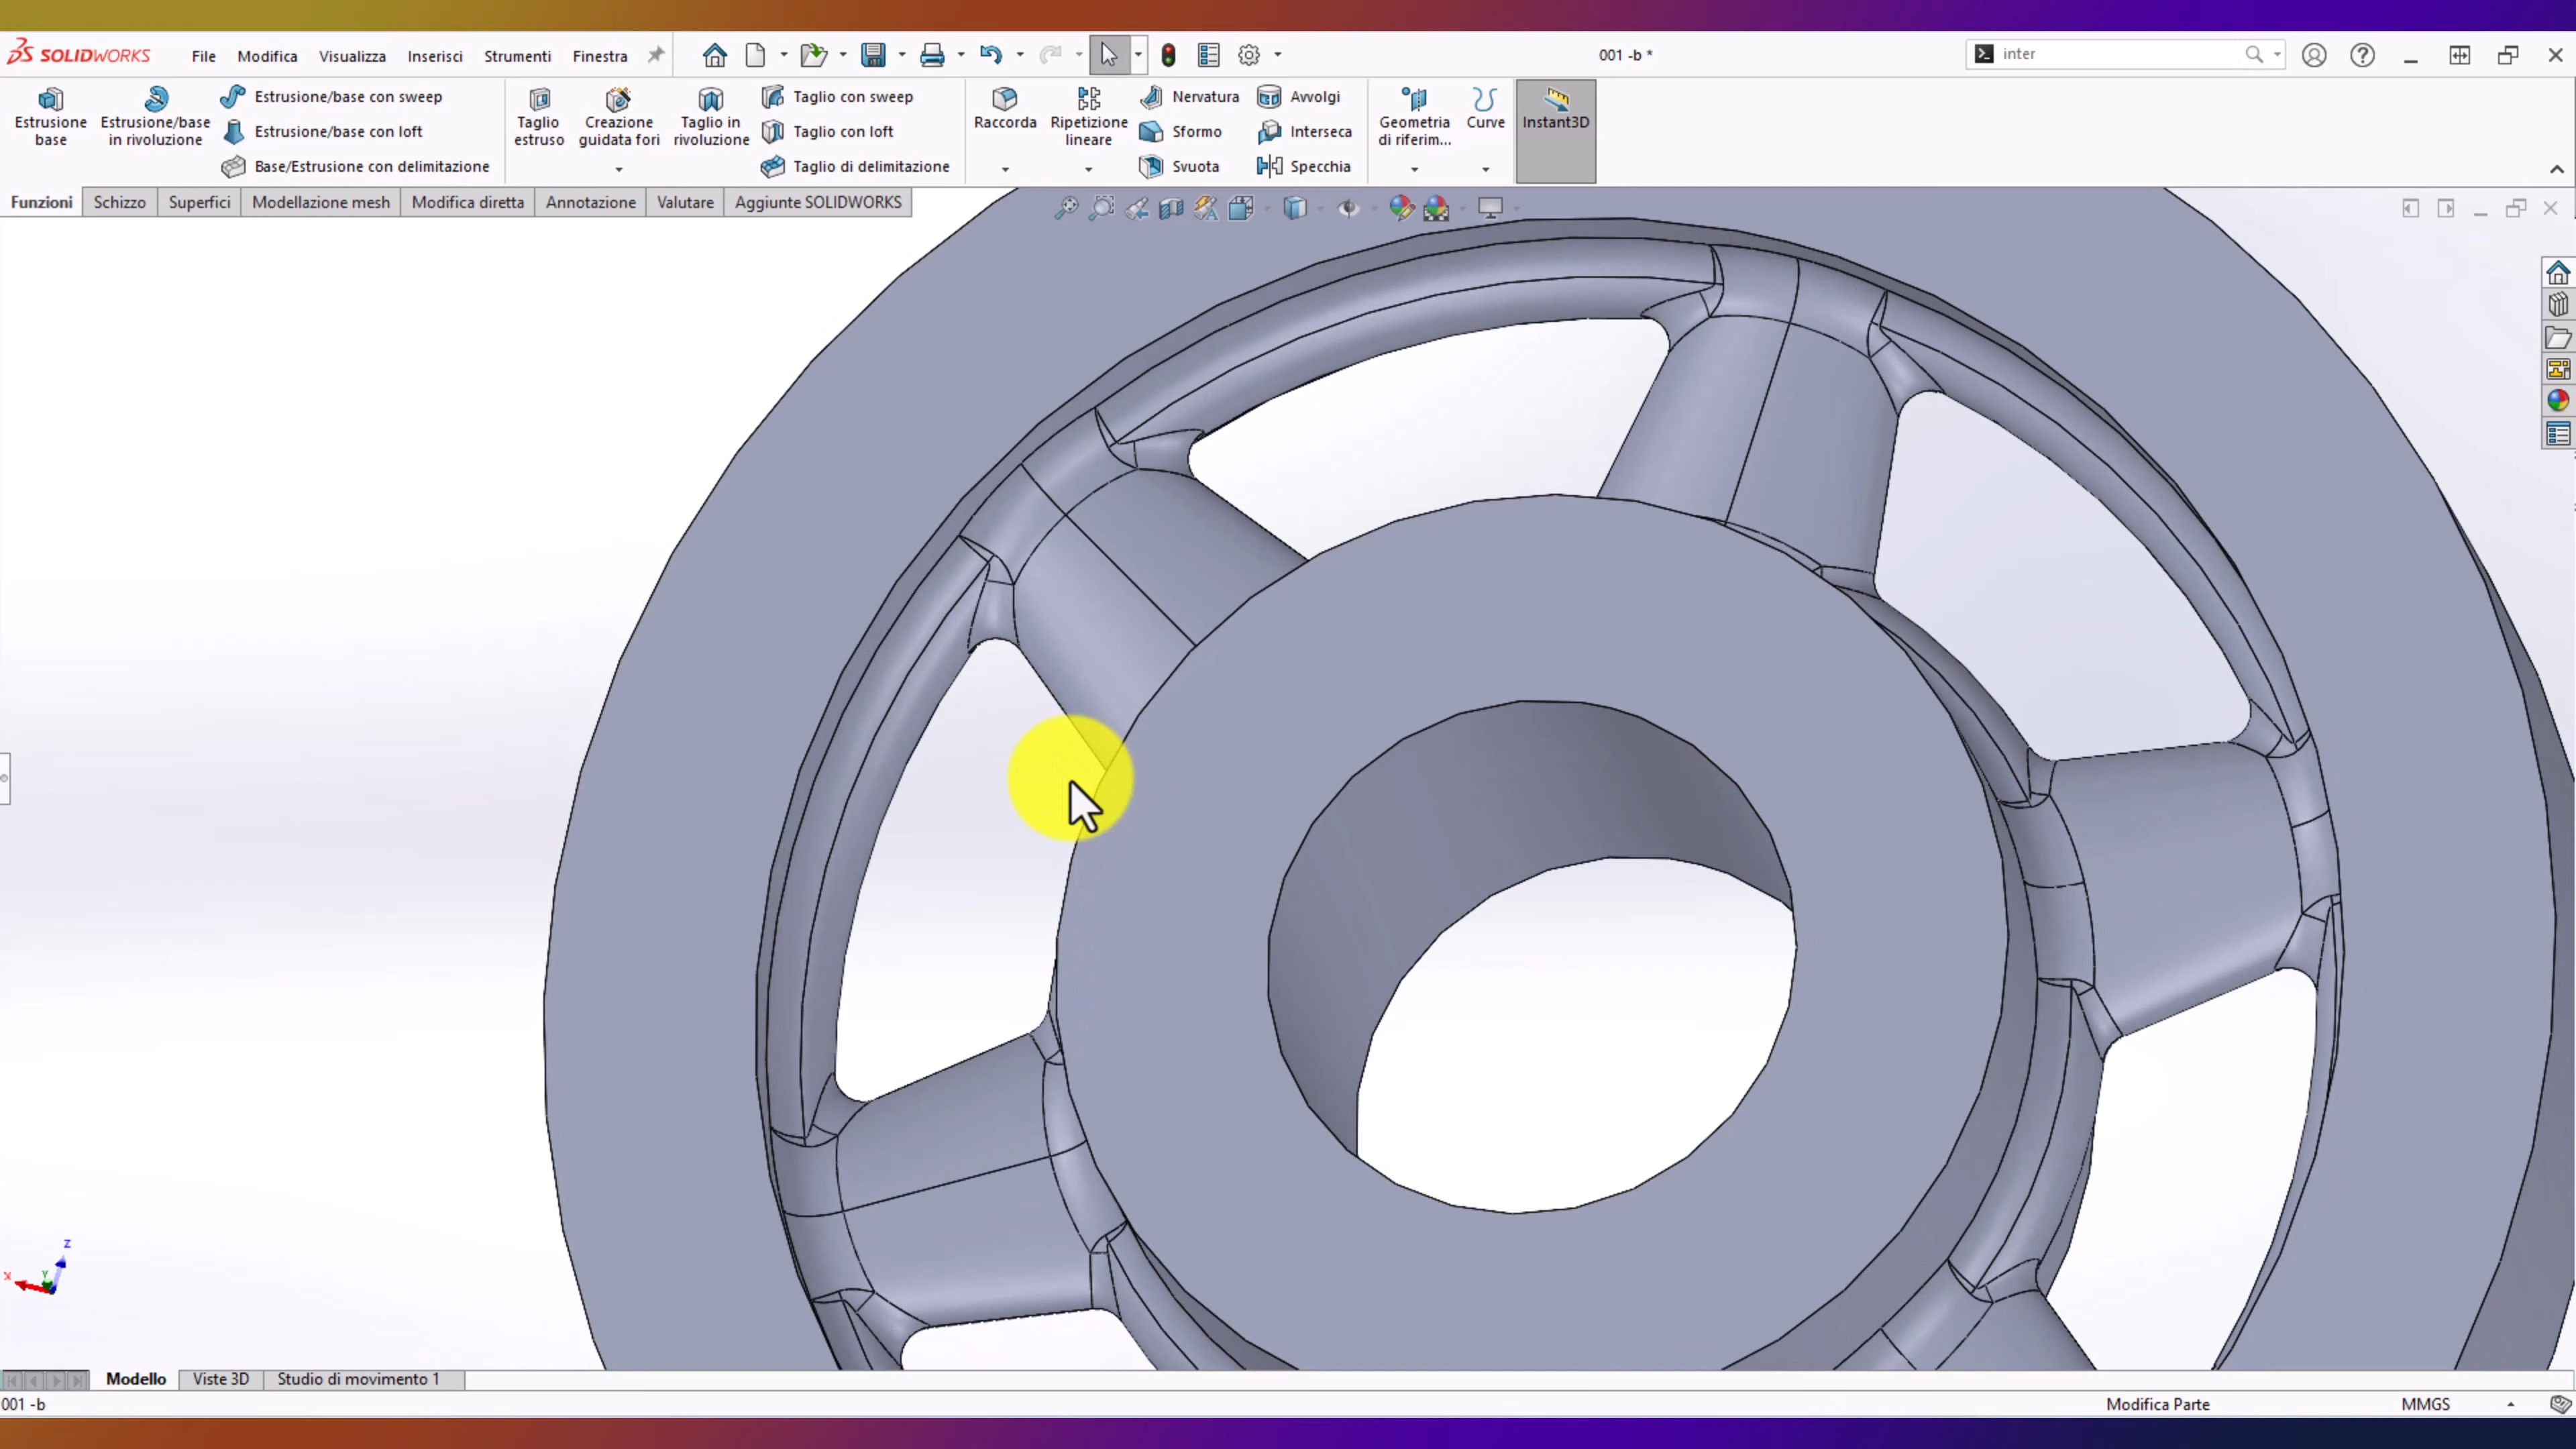 SOLIDWORKS File Modifica Visualizza Inserisci Strumenti Finestra 001 -b * inter
Estrusione base
Estrusione/base in rivoluzione
Estrusione/base con sweep
Estrusione/base con loft
Base/Estrusione con delimitazione
Taglio estruso
Creazione guidata fori
Taglio in rivoluzione
Taglio con sweep
Taglio con loft
Taglio di delimitazione
Raccorda
Ripetizione lineare
Nervatura
Sformo
Svuota
Avvolgi
Interseca
Specchia
Geometria di riferim...
Curve
Instant3D
Funzioni Schizzo Superfici Modellazione mesh Modifica diretta Annotazione Valutare Aggiunte SOLIDWORKS
Z
X
Y
Modello Viste 3D Studio di movimento 1
001 -b Modifica Parte MMGS